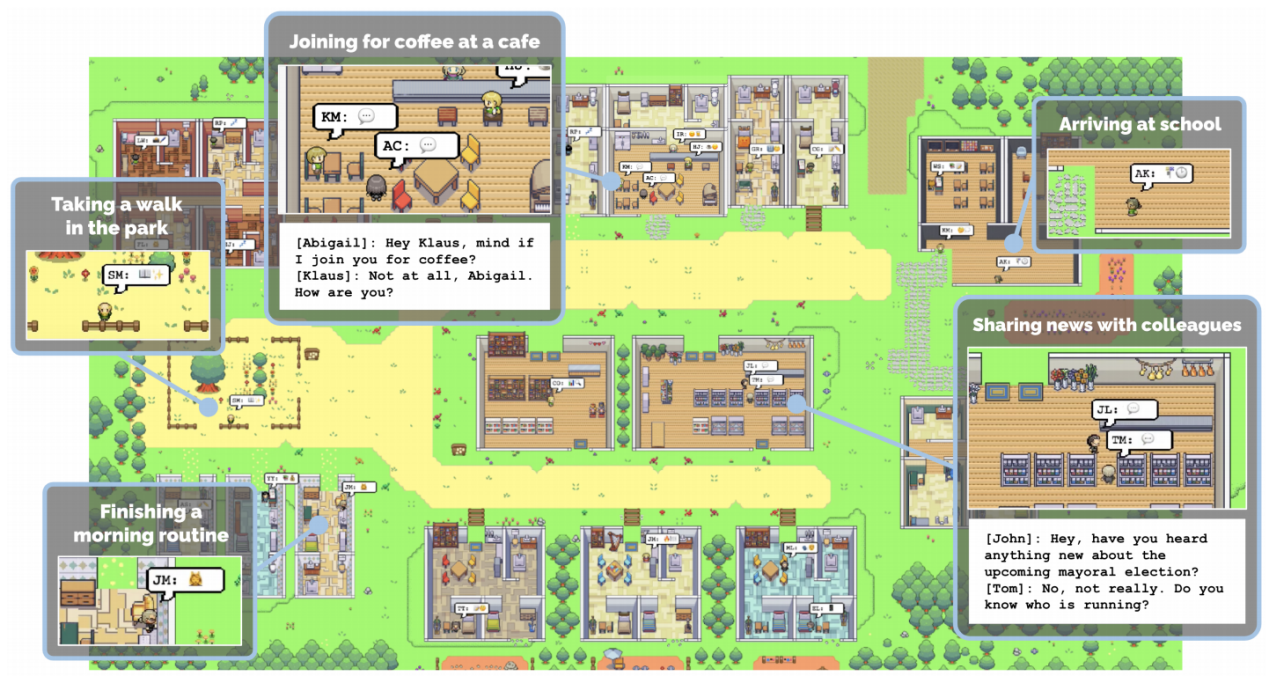 Joining for coffee at a cafe
KM:
AC:
[Abigail]: Hey Klaus, mind if
I join you for coffee?
[Klaus]: Not at all, Abigail.
How are you?
Arriving at school
AK:
Taking a walk
in the park
SM:
Sharing news with colleagues
JL:
TM:
[John]: Hey, have you heard
anything new about the
upcoming mayoral election?
[Tom]: No, not really. Do you
know who is running?
Finishing a
morning routine
JM: